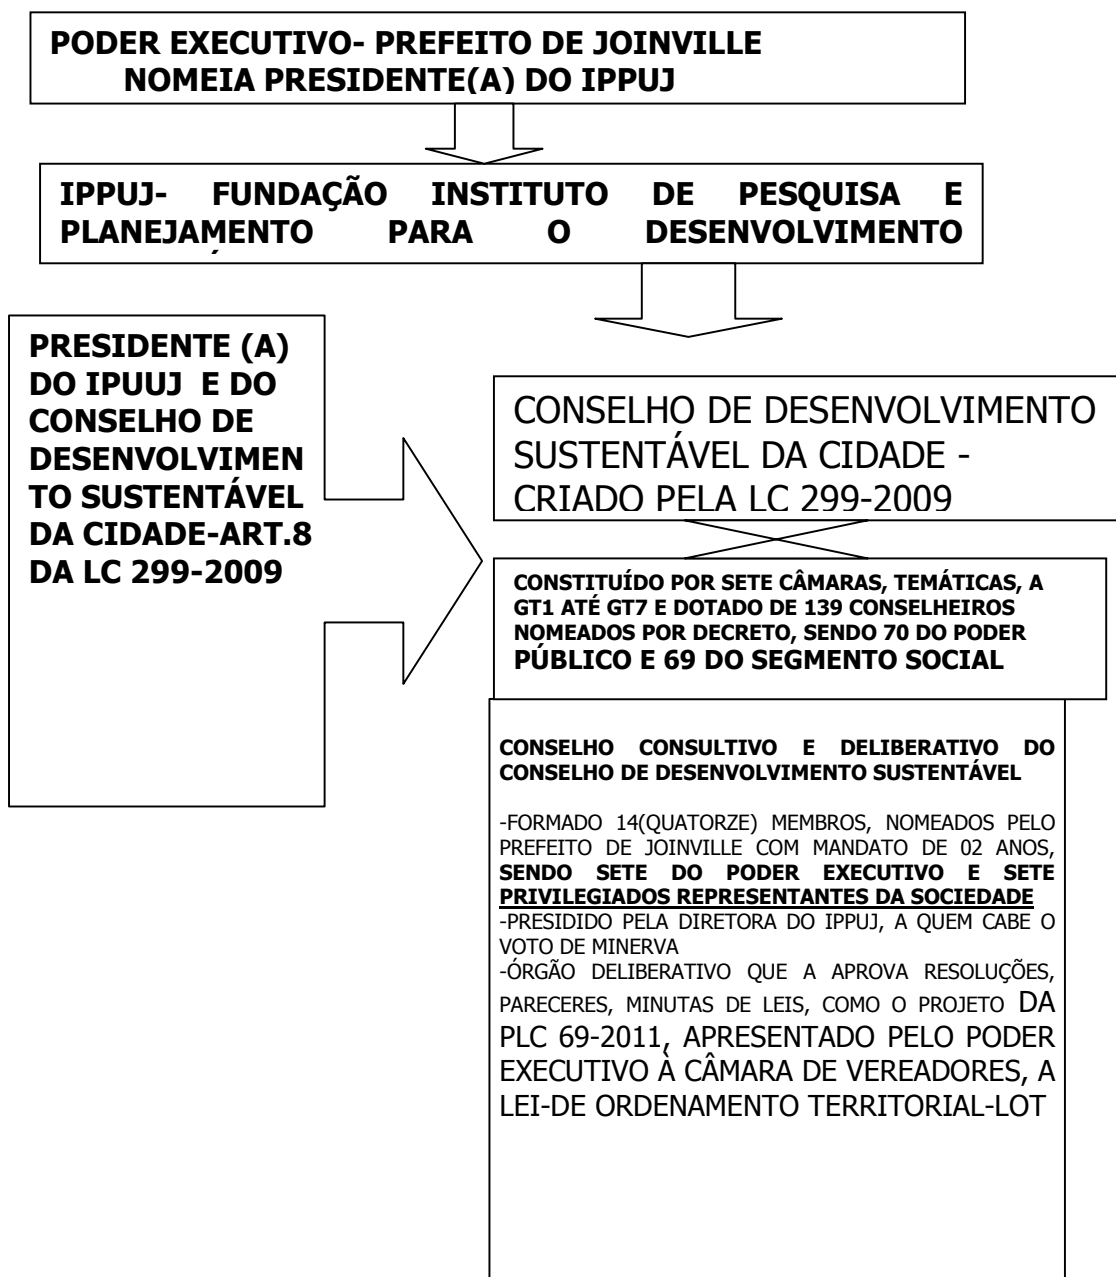 PODER EXECUTIVO- PREFEITO DE JOINVILLE
NOMEIA PRESIDENTE(A) DO IPPUJ
IPPUJ- FUNDAÇÃO INSTITUTO DE PESQUISA E
PLANEJAMENTO PARA O DESENVOLVIMENTO
PRESIDENTE (A)
DO IPUUJ E DO
CONSELHO DE
DESENVOLVIMEN
TO SUSTENTÁVEL
DA CIDADE-ART.8
DA LC 299-2009
CONSELHO DE DESENVOLVIMENTO
SUSTENTÁVEL DA CIDADE -
CRIADO PELA LC 299-2009
CONSTITUÍDO POR SETE CÂMARAS, TEMÁTICAS, A
GT1 ATÉ GT7 E DOTADO DE 139 CONSELHEIROS
NOMEADOS POR DECRETO, SENDO 70 DO PODER
PÚBLICO E 69 DO SEGMENTO SOCIAL
CONSELHO CONSULTIVO E DELIBERATIVO DO
CONSELHO DE DESENVOLVIMENTO SUSTENTÁVEL
-FORMADO 14(QUATORZE) MEMBROS, NOMEADOS PELO
PREFEITO DE JOINVILLE COM MANDATO DE 02 ANOS,
SENDO SETE DO PODER EXECUTIVO E SETE
PRIVILEGIADOS REPRESENTANTES DA SOCIEDADE
-PRESIDIDO PELA DIRETORA DO IPPUJ, A QUEM CABE O
VOTO DE MINERVA
-ÓRGÃO DELIBERATIVO QUE A APROVA RESOLUÇÕES,
PARECERES, MINUTAS DE LEIS, COMO O PROJETO DA
PLC 69-2011, APRESENTADO PELO PODER
EXECUTIVO À CÂMARA DE VEREADORES, A
LEI-DE ORDENAMENTO TERRITORIAL-LOT